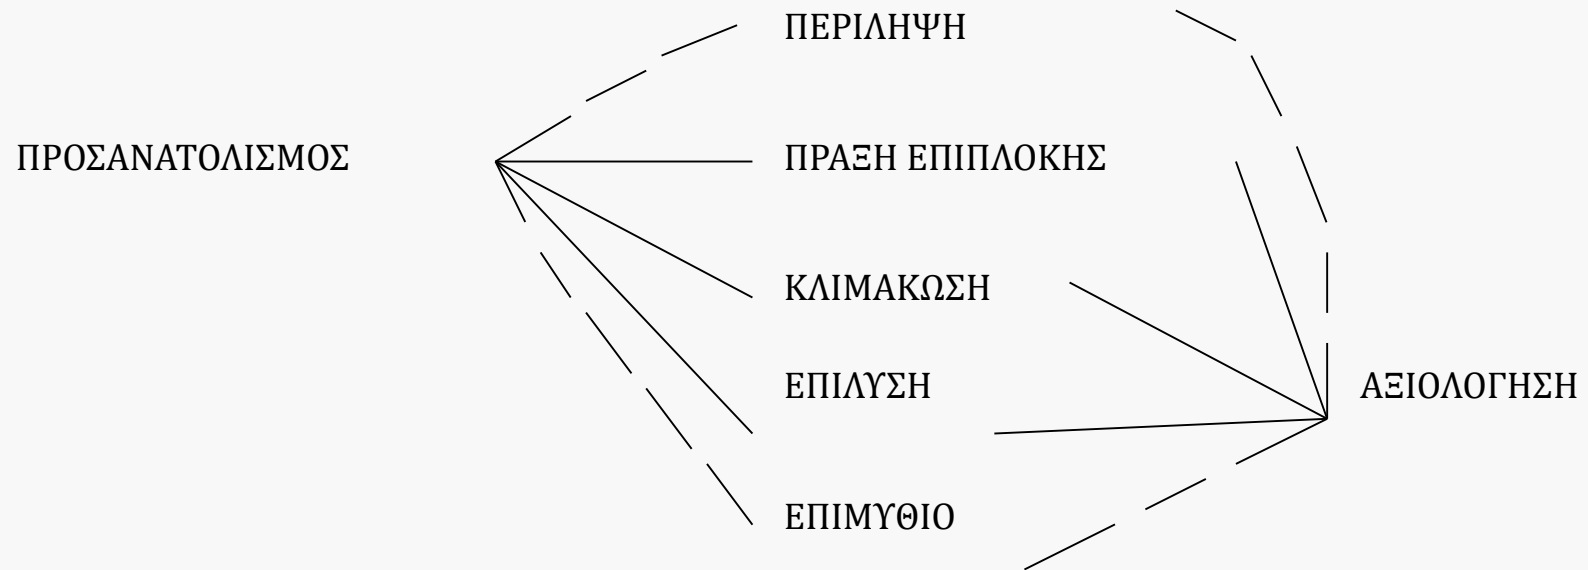 ΠΕΡΙΛΗΨΗ
ΠΡΟΣΑΝΑΤΟΛΙΣΜΟΣ
ΠΡΑΞΗ ΕΠΙΠΛΟΚΗΣ
ΚΛΙΜΑΚΩΣΗ
ΕΠΙΛΥΣΗ
ΑΞΙΟΛΟΓΗΣΗ
ΕΠΙΜΥΘΙΟ